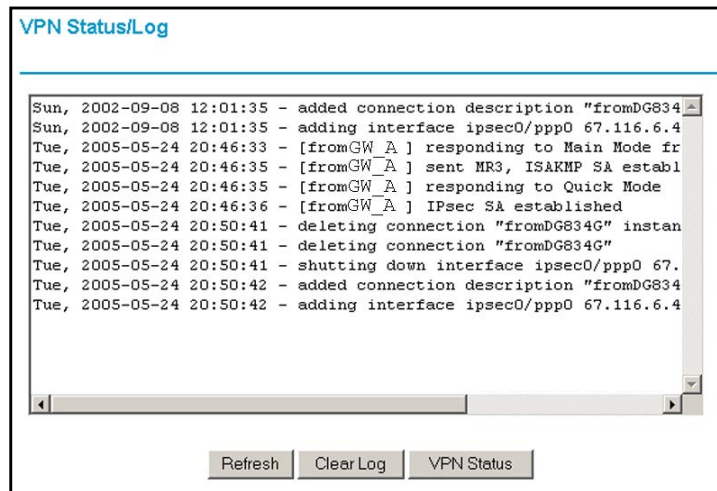 VPN Status/Log
Sun, 2002-09-08 12:01:35 - added connection description "fromDG834
Sun, 2002-09-08 12:01:35 - adding interface ipsec0/ppp0 67.116.6.4
Tue, 2005-05-24 20:46:33 - [fromGW_A ] responding to Main Mode fr
Tue, 2005-05-24 20:46:35 - [fromGW_A ] sent MR3, ISAKMP SA establ
Tue, 2005-05-24 20:46:35 - [fromGW_A ] responding to Quick Mode
Tue, 2005-05-24 20:46:36 - [fromGW_A ] IPsec SA established
Tue, 2005-05-24 20:50:41 - deleting connection "fromDG834G" instan
Tue, 2005-05-24 20:50:41 - deleting connection "fromDG834G"
Tue, 2005-05-24 20:50:41 - shutting down interface ipsec0/ppp0 67.
Tue, 2005-05-24 20:50:42 - added connection description "fromDG834
Tue, 2005-05-24 20:50:42 - adding interface ipsec0/ppp0 67.116.6.4
Refresh Clear Log VPN Status